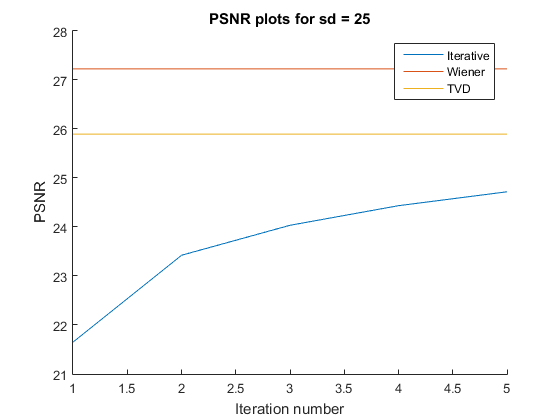 PSNR plots for sd = 25
28
27
26
25
24
23
22
21
PSNR
Iterative
Wiener
TVD
1 1.5 2 2.5 3 3.5 4 4.5 5
Iteration number